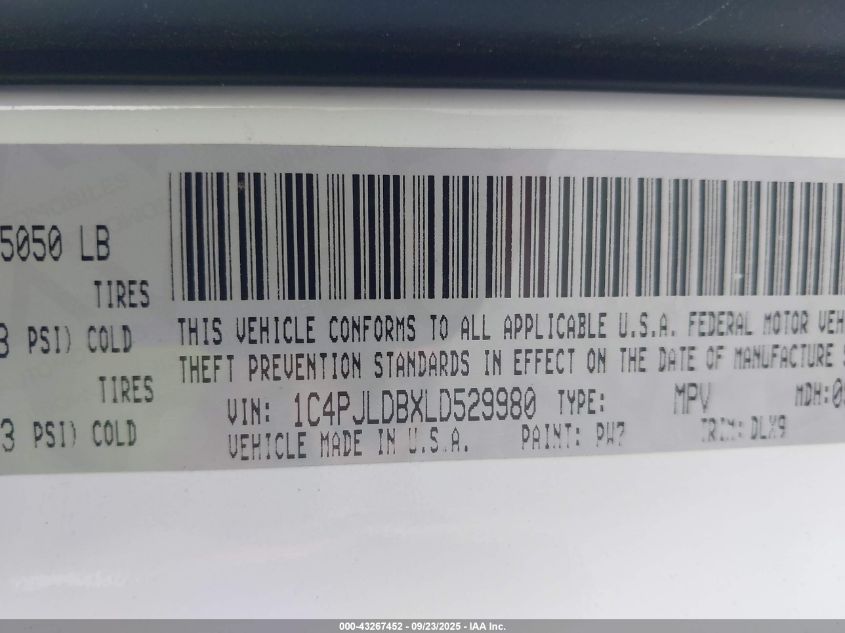 5050 LB
TIRES
3 PSI) COLD
TIRES
3 PSI) COLD
THIS VEHICLE CONFORMS TO ALL APPLICABLE U.S.A. FEDERAL MOTOR VEH
THEFT PREVENTION STANDARDS IN EFFECT ON THE DATE OF MANUFACTURE S
VIN: 1C4PJLDBXLD529980 TYPE: MPV MDH:0
VEHICLE MADE IN U.S.A. PAINT: PW7 TRIM: DLX9
000-43267452 - 09/23/2025 - IAA Inc.